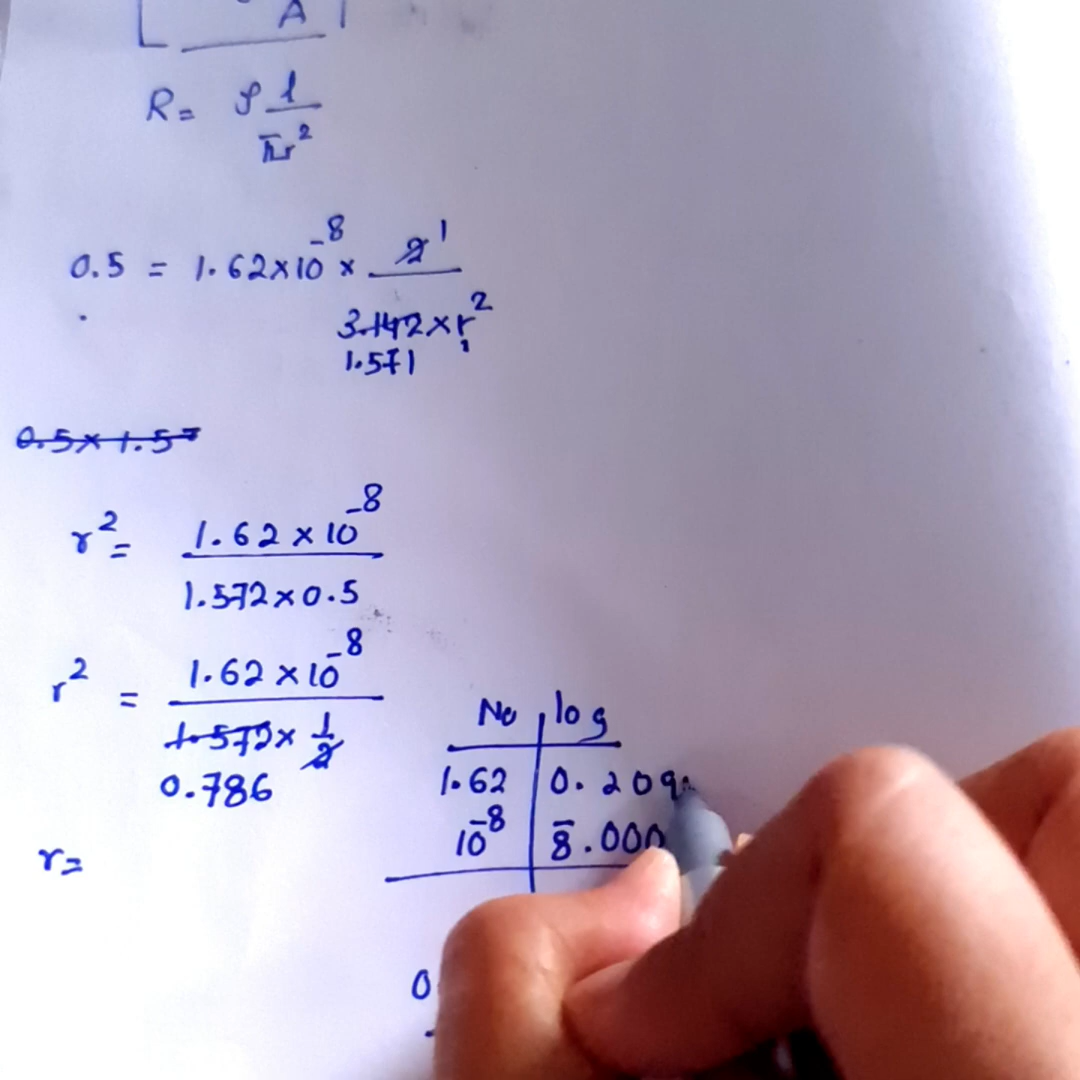 A
R = ρ l / πr²
0.5 = 1.62×10⁻⁸ × 2 1
3.142 × r²
1.571
0.5×1.57
r² = 1.62 × 10⁻⁸
1.572 × 0.5
r² = 1.62 × 10⁻⁸
1.572 × 1/2
0.786
No log
1.62 0.209
10⁻⁸ 8̅.000
r =
0